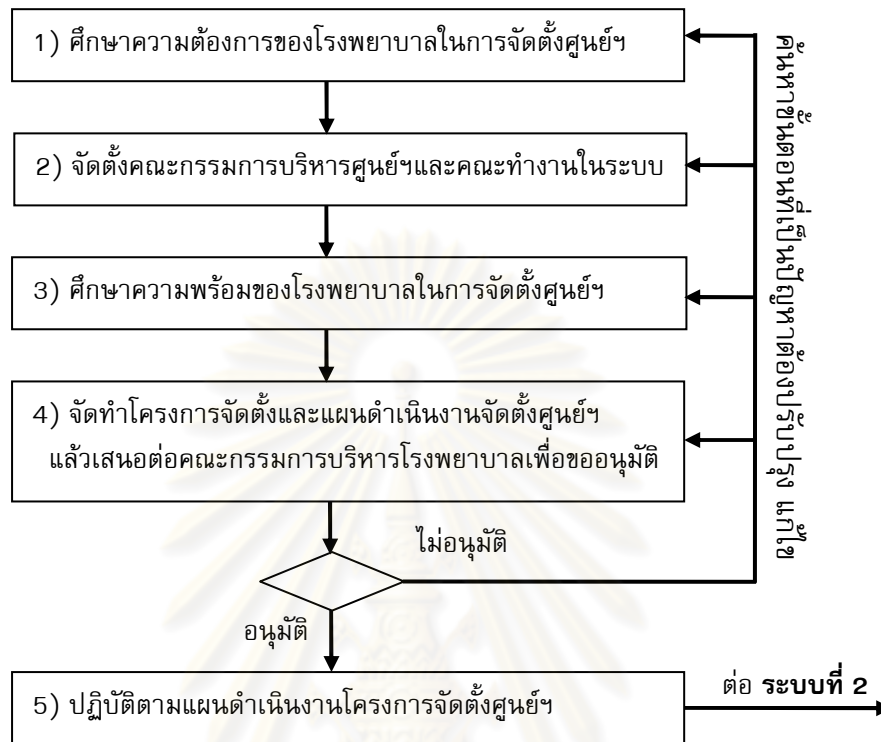 1) ศึกษาความต้องการของโรงพยาบาลในการจัดตั้งศูนย์ฯ
2) จัดตั้งคณะกรรมการบริหารศูนย์ฯและคณะทำงานในระบบ
3) ศึกษาความพร้อมของโรงพยาบาลในการจัดตั้งศูนย์ฯ
4) จัดทำโครงการจัดตั้งและแผนดำเนินงานจัดตั้งศูนย์ฯ
แล้วเสนอต่อคณะกรรมการบริหารโรงพยาบาลเพื่อขออนุมัติ
ไม่อนุมัติ
อนุมัติ
5) ปฏิบัติตามแผนดำเนินงานโครงการจัดตั้งศูนย์ฯ
ต่อ ระบบที่ 2
ค้นหาขั้นตอนที่เป็นปัญหาต้องปรับปรุง แก้ไข